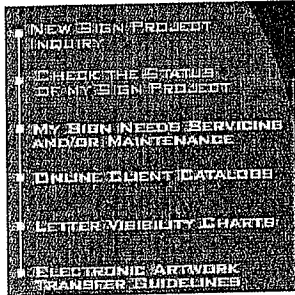 NEW SIGN PROJECT
INQUIRY
CHECK THE STATUS
OF MY SIGN PROJECT
MY SIGN NEEDS SERVICING
AND/OR MAINTENANCE
ONLINE CLIENT CATALOGS
LETTER VISIBILITY CHARTS
ELECTRONIC ARTWORK
TRANSFER GUIDELINES